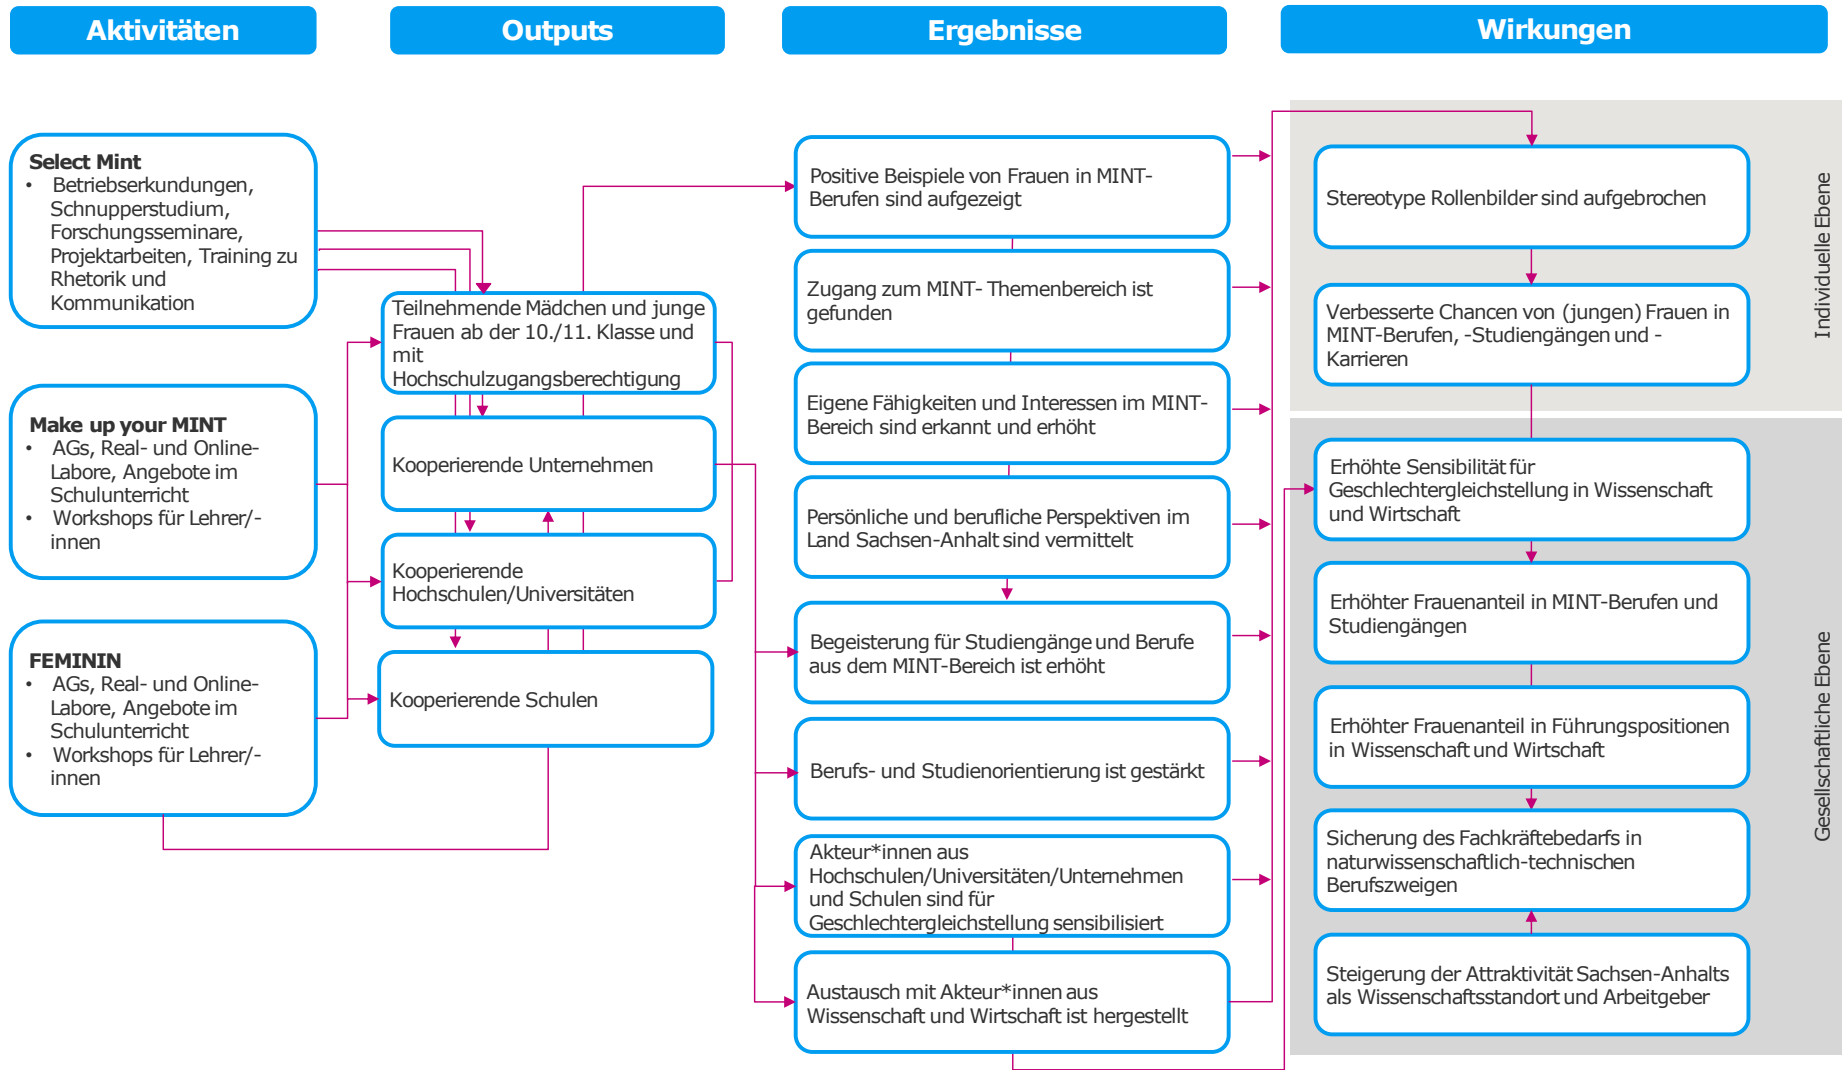 Aktivitäten
Outputs
Ergebnisse
Wirkungen
Select Mint
• Betriebserkundungen,
Schnupperstudium,
Forschungsseminare,
Projektarbeiten, Training zu
Rhetorik und
Kommunikation
Make up your MINT
• AGs, Real- und Online-
Labore, Angebote im
Schulunterricht
• Workshops für Lehrer/-
innen
FEMININ
• AGs, Real- und Online-
Labore, Angebote im
Schulunterricht
• Workshops für Lehrer/-
innen
Teilnehmende Mädchen und junge
Frauen ab der 10./11. Klasse und
mit
Hochschulzugangsberechtigung
Kooperierende Unternehmen
Kooperierende
Hochschulen/Universitäten
Kooperierende Schulen
Positive Beispiele von Frauen in MINT-
Berufen sind aufgezeigt
Zugang zum MINT- Themenbereich ist
gefunden
Eigene Fähigkeiten und Interessen im MINT-
Bereich sind erkannt und erhöht
Persönliche und berufliche Perspektiven im
Land Sachsen-Anhalt sind vermittelt
Begeisterung für Studiengänge und Berufe
aus dem MINT-Bereich ist erhöht
Berufs- und Studienorientierung ist gestärkt
Akteur*innen aus
Hochschulen/Universitäten/Unternehmen
und Schulen sind für
Geschlechtergleichstellung sensibilisiert
Austausch mit Akteur*innen aus
Wissenschaft und Wirtschaft ist hergestellt
Individuelle Ebene
Stereotype Rollenbilder sind aufgebrochen
Verbesserte Chancen von (jungen) Frauen in
MINT-Berufen, -Studiengängen und -
Karrieren
Gesellschaftliche Ebene
Erhöhte Sensibilität für
Geschlechtergleichstellung in Wissenschaft
und Wirtschaft
Erhöhter Frauenanteil in MINT-Berufen und
Studiengängen
Erhöhter Frauenanteil in Führungspositionen
in Wissenschaft und Wirtschaft
Sicherung des Fachkräftebedarfs in
naturwissenschaftlich-technischen
Berufszweigen
Steigerung der Attraktivität Sachsen-Anhalts
als Wissenschaftsstandort und Arbeitgeber